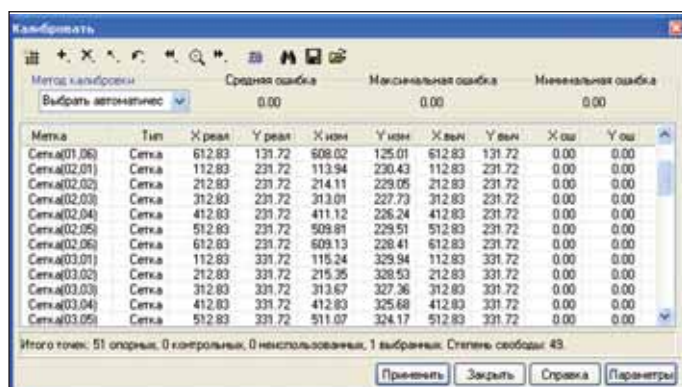 Калибровать
Метод калибровки
Средняя ошибка
Максимальная ошибка
Минимальная ошибка
Выбрать автоматичес
0.00
0.00
0.00
Метка Тип X реал Y реал X изм Y изм X выч Y выч X ош Y ош
Сетка(01,06) Сетка 612.83 131.72 608.02 125.01 612.83 131.72 0.00 0.00
Сетка(02,01) Сетка 112.83 231.72 113.94 230.43 112.83 231.72 0.00 0.00
Сетка(02,02) Сетка 212.83 231.72 214.11 229.05 212.83 231.72 0.00 0.00
Сетка(02,03) Сетка 312.83 231.72 313.01 227.73 312.83 231.72 0.00 0.00
Сетка(02,04) Сетка 412.83 231.72 411.12 226.24 412.83 231.72 0.00 0.00
Сетка(02,05) Сетка 512.83 231.72 509.81 229.51 512.83 231.72 0.00 0.00
Сетка(02,06) Сетка 612.83 231.72 609.13 228.41 612.83 231.72 0.00 0.00
Сетка(03,01) Сетка 112.83 331.72 115.24 329.94 112.83 331.72 0.00 0.00
Сетка(03,02) Сетка 212.83 331.72 215.35 328.53 212.83 331.72 0.00 0.00
Сетка(03,03) Сетка 312.83 331.72 313.67 327.36 312.83 331.72 0.00 0.00
Сетка(03,04) Сетка 412.83 331.72 412.83 325.68 412.83 331.72 0.00 0.00
Сетка(03,05) Сетка 512.83 331.72 511.07 324.17 512.83 331.72 0.00 0.00
Итого точек: 51 опорных, 0 контрольных, 0 неиспользованных, 1 выбранных. Степень свободы: 49.
Применить Закрыть Справка Параметры